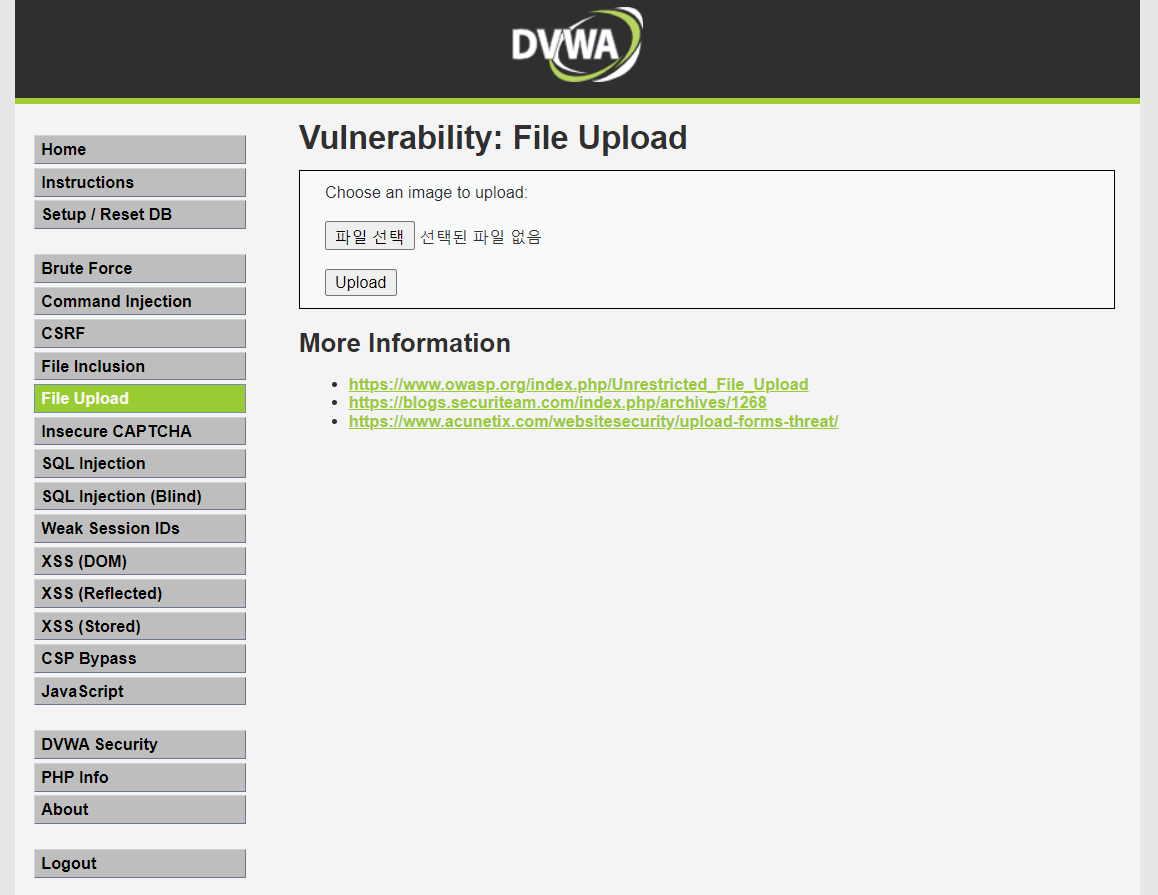 DVWA
Home
Instructions
Setup / Reset DB
Brute Force
Command Injection
CSRF
File Inclusion
File Upload
Insecure CAPTCHA
SQL Injection
SQL Injection (Blind)
Weak Session IDs
XSS (DOM)
XSS (Reflected)
XSS (Stored)
CSP Bypass
JavaScript
DVWA Security
PHP Info
About
Logout
Vulnerability: File Upload
Choose an image to upload:
파일 선택 선택된 파일 없음
Upload
More Information
https://www.owasp.org/index.php/Unrestricted_File_Upload
https://blogs.securiteam.com/index.php/archives/1268
https://www.acunetix.com/websitesecurity/upload-forms-threat/